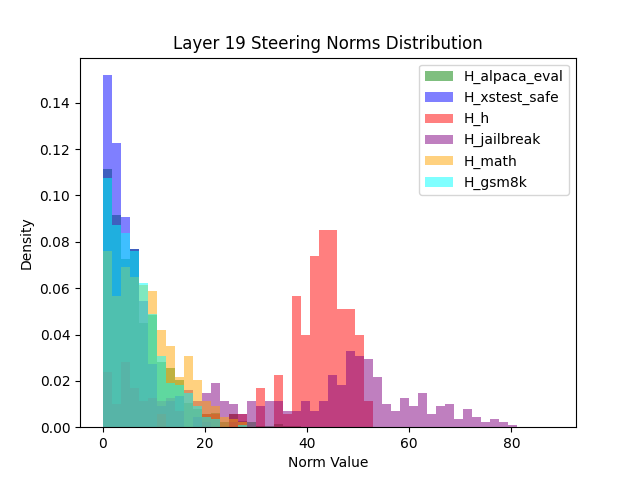 Layer 19 Steering Norms Distribution
H_alpaca_eval
H_xstest_safe
H_h
H_jailbreak
H_math
H_gsm8k
0.14
0.12
0.10
0.08
0.06
0.04
0.02
0.00
Density
0 20 40 60 80
Norm Value